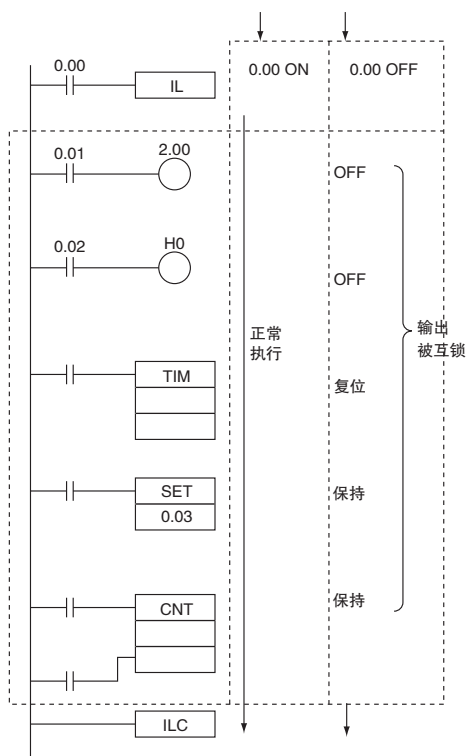 0.00
IL
0.00 ON
0.00 OFF
0.01
2.00
OFF
0.02
H0
OFF
正常
执行
输出
被互锁
TIM
复位
SET
0.03
保持
CNT
保持
ILC